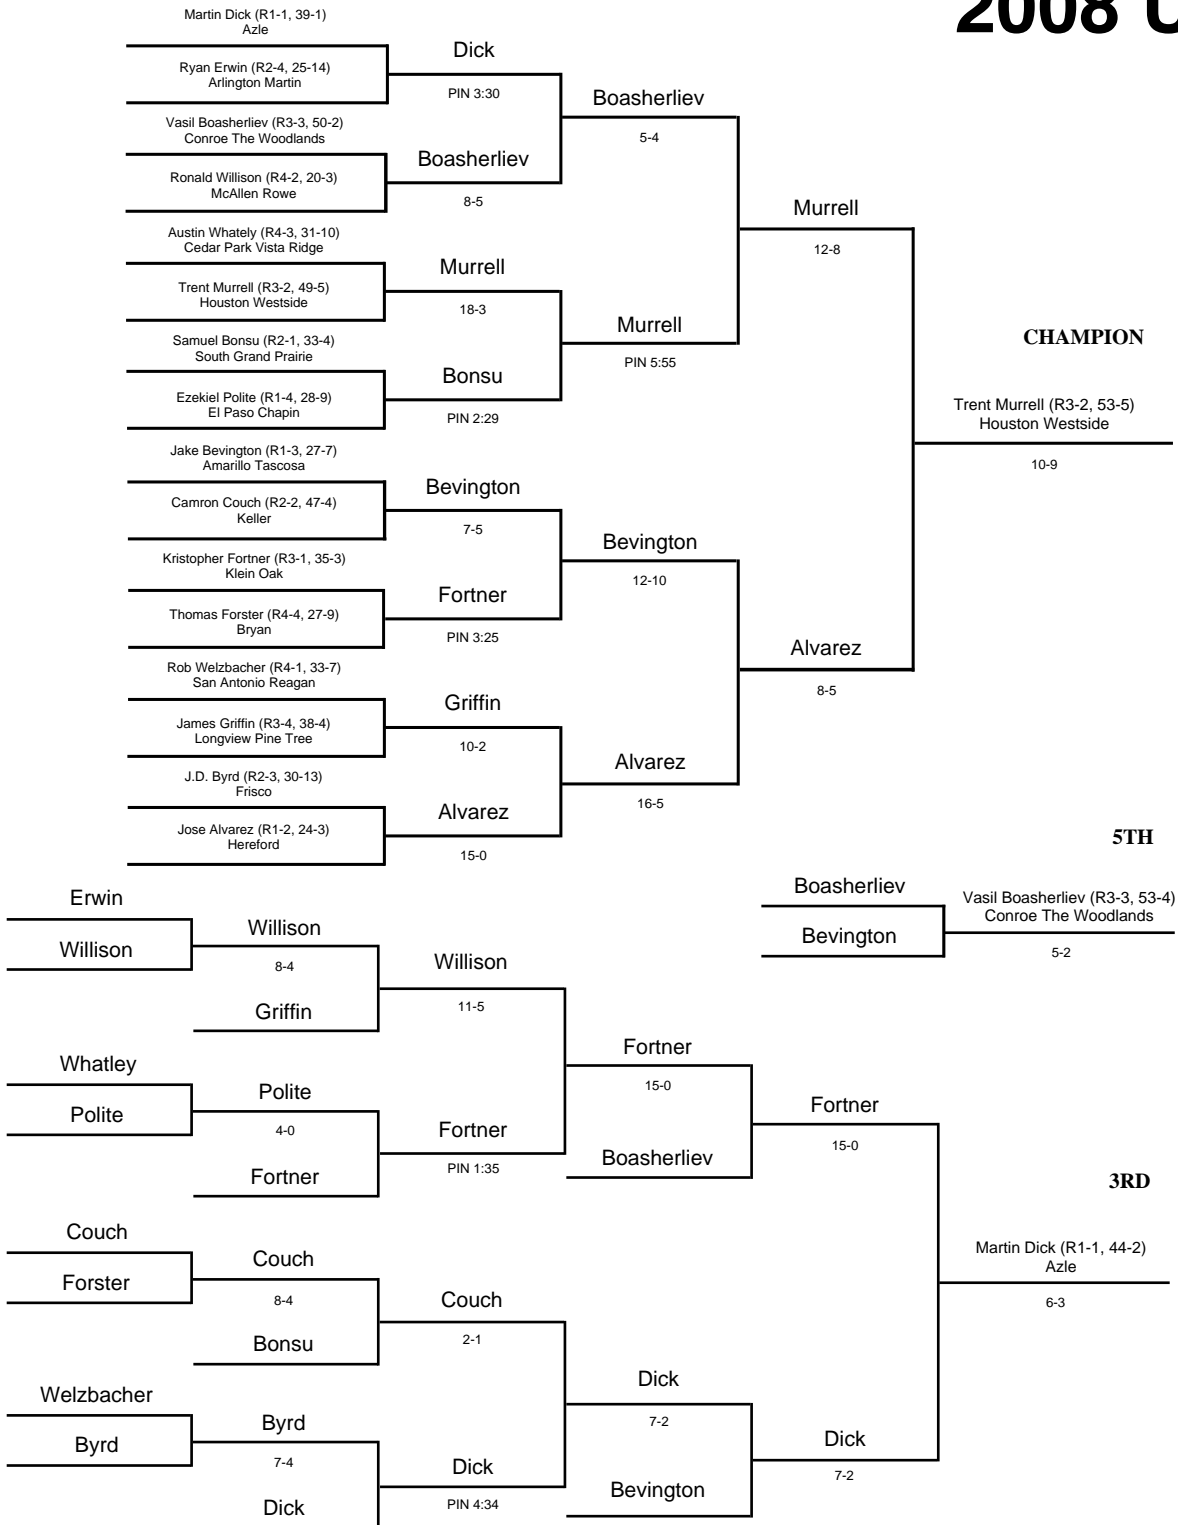 2008 U
Martin Dick (R1-1, 39-1)
Azle
Ryan Erwin (R2-4, 25-14)
Arlington Martin
Dick
PIN 3:30
Vasil Boasherliev (R3-3, 50-2)
Conroe The Woodlands
Ronald Willison (R4-2, 20-3)
McAllen Rowe
Boasherliev
8-5
Boasherliev
5-4
Austin Whately (R4-3, 31-10)
Cedar Park Vista Ridge
Trent Murrell (R3-2, 49-5)
Houston Westside
Murrell
18-3
Samuel Bonsu (R2-1, 33-4)
South Grand Prairie
Ezekiel Polite (R1-4, 28-9)
El Paso Chapin
Bonsu
PIN 2:29
Murrell
PIN 5:55
Murrell
12-8
Jake Bevington (R1-3, 27-7)
Amarillo Tascosa
Camron Couch (R2-2, 47-4)
Keller
Bevington
7-5
Kristopher Fortner (R3-1, 35-3)
Klein Oak
Thomas Forster (R4-4, 27-9)
Bryan
Fortner
PIN 3:25
Bevington
12-10
Rob Welzbacher (R4-1, 33-7)
San Antonio Reagan
James Griffin (R3-4, 38-4)
Longview Pine Tree
Griffin
10-2
J.D. Byrd (R2-3, 30-13)
Frisco
Jose Alvarez (R1-2, 24-3)
Hereford
Alvarez
15-0
Alvarez
16-5
Alvarez
8-5
CHAMPION
Trent Murrell (R3-2, 53-5)
Houston Westside
10-9
5TH
Boasherliev
Bevington
Vasil Boasherliev (R3-3, 53-4)
Conroe The Woodlands
5-2
Erwin
Willison
Willison
8-4
Griffin
Willison
11-5
Whatley
Polite
Polite
4-0
Fortner
Fortner
PIN 1:35
Fortner
15-0
Boasherliev
Fortner
15-0
Couch
Forster
Couch
8-4
Bonsu
Couch
2-1
Welzbacher
Byrd
Byrd
7-4
Dick
Dick
PIN 4:34
Dick
7-2
Bevington
Dick
7-2
3RD
Martin Dick (R1-1, 44-2)
Azle
6-3